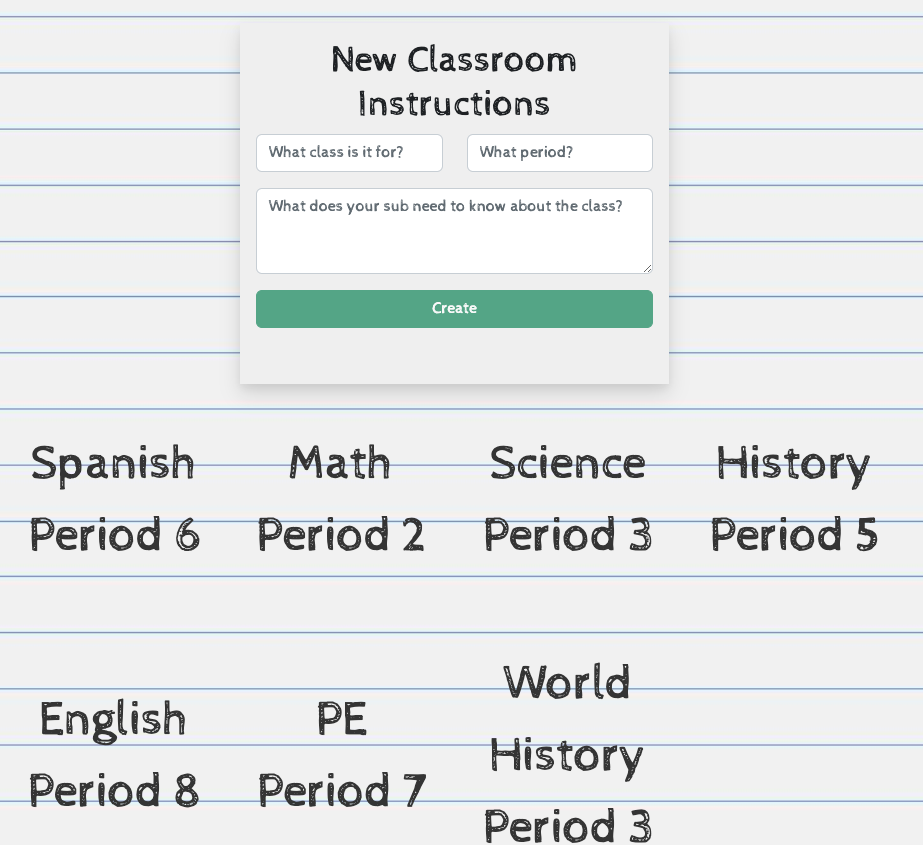 New Classroom
Instructions
What class is it for?
What period?
What does your sub need to know about the class?
Create
Spanish
Period 6
Math
Period 2
Science
Period 3
History
Period 5
English
Period 8
PE
Period 7
World
History
Period 3